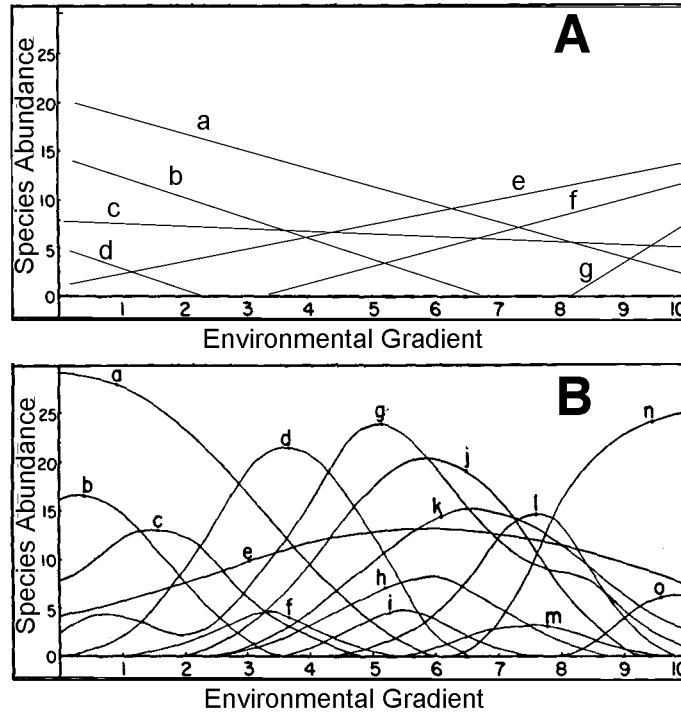 A
Species Abundance
25
20
15
10
5
0
a
b
c
d
e
f
g
1 2 3 4 5 6 7 8 9 10
Environmental Gradient
B
Species Abundance
25
20
15
10
5
0
a
b
c
d
e
f
g
h
i
j
k
l
m
n
o
1 2 3 4 5 6 7 8 9 10
Environmental Gradient